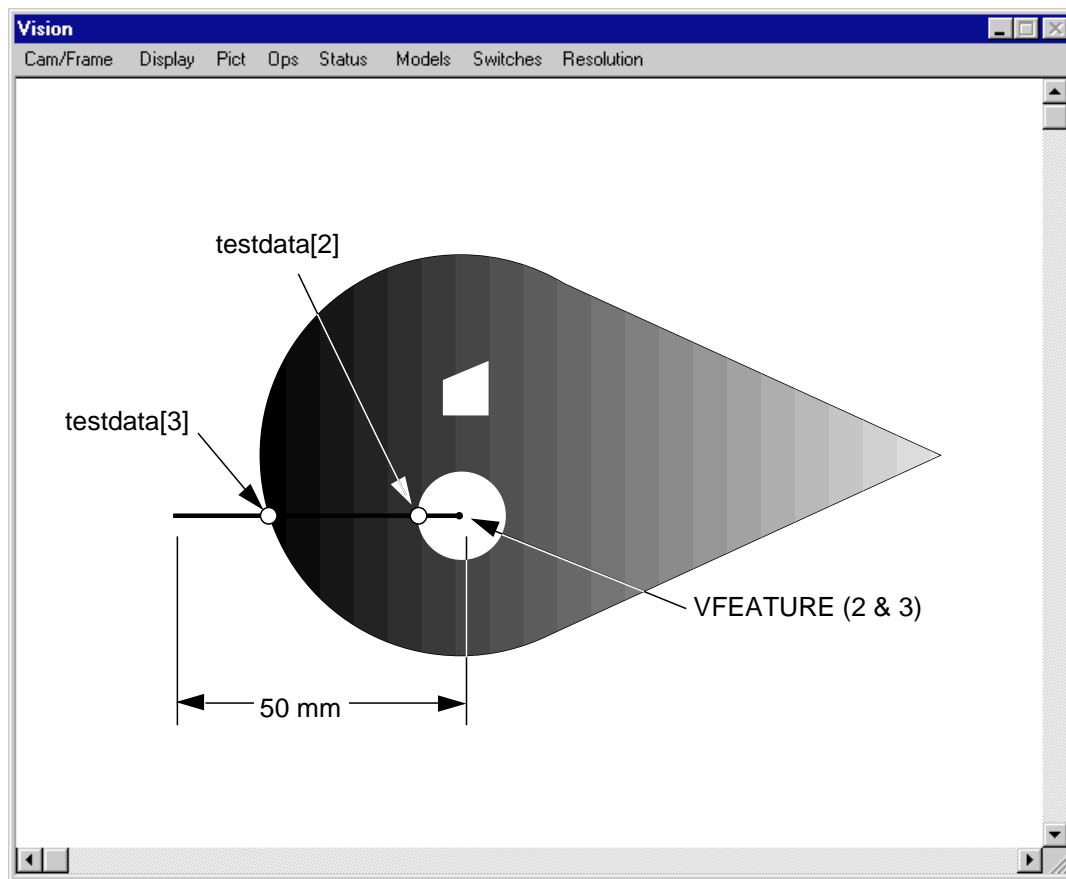 Vision
Cam/Frame Display Pict Ops Status Models Switches Resolution
testdata[2]
testdata[3]
VFEATURE (2 & 3)
50 mm